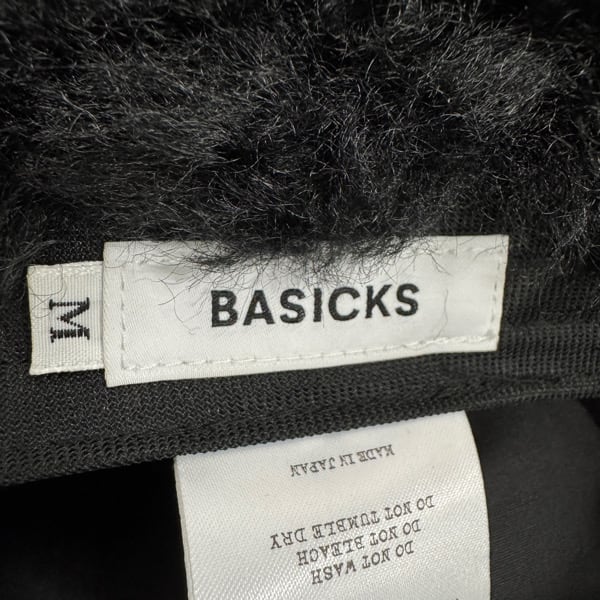 M
BASICKS
DO NOT WASH
DO NOT BLEACH
DO NOT TUMBLE DRY
MADE IN JAPAN